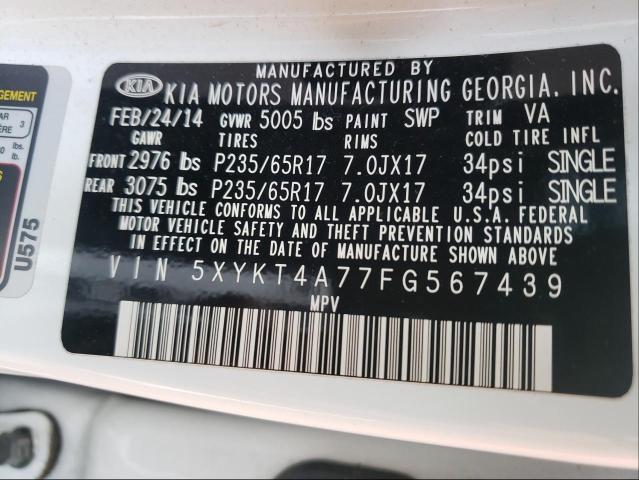 MANUFACTURED BY
KIA KIA MOTORS MANUFACTURING GEORGIA, INC.
FEB/24/14 GVWR 5005 lbs PAINT SWP TRIM VA
GAWR TIRES RIMS COLD TIRE INFL
FRONT 2976 lbs P235/65R17 7.0JX17 34psi SINGLE
REAR 3075 lbs P235/65R17 7.0JX17 34psi SINGLE
THIS VEHICLE CONFORMS TO ALL APPLICABLE U.S.A. FEDERAL
MOTOR VEHICLE SAFETY AND THEFT PREVENTION STANDARDS
IN EFFECT ON THE DATE OF MANUFACTURE SHOWN ABOVE.
VIN 5XYKT4A77FG567439
MPV
U575
3
lb.